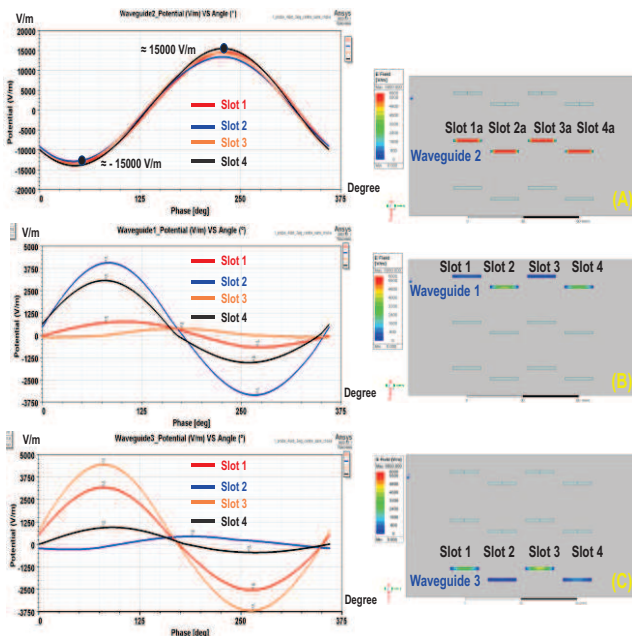 V/m
Waveguide2_Potential (V/m) VS Angle (°)
Ansys
20000
15000
10000
5000
0
-5000
10000
15000
20000
Potential (V/m)
≈ 15000 V/m
≈ - 15000 V/m
Slot 1
Slot 2
Slot 3
Slot 4
0
125
250
375
Phase [deg]
Degree
Slot 1a
Slot 2a
Slot 3a
Slot 4a
Waveguide 2
(A)
V/m
Waveguide1_Potential (V/m) VS Angle (°)
Ansys
5000
3750
2500
1250
0
-1250
-2500
-3750
Potential (V/m)
Slot 1
Slot 2
Slot 3
Slot 4
0
125
250
375
Phase [deg]
Degree
Slot 1
Slot 2
Slot 3
Slot 4
Waveguide 1
(B)
V/m
Waveguide3_Potential (V/m) VS Angle (°)
Ansys
5000
3750
2500
1250
0
-1250
-2500
-3750
Potential (V/m)
Slot 1
Slot 2
Slot 3
Slot 4
0
125
250
375
Phase [deg]
Degree
Slot 1
Slot 2
Slot 3
Slot 4
Waveguide 3
(C)